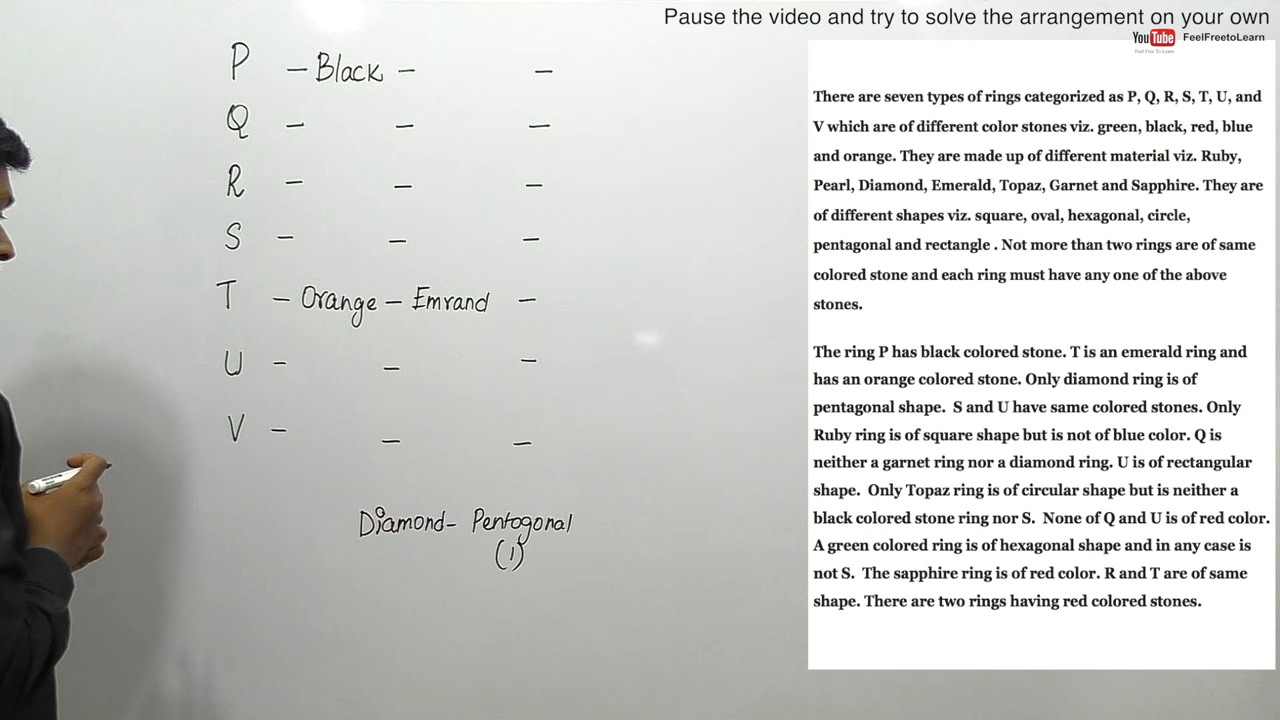 Pause the video and try to solve the arrangement on your own
YouTube FeelFreetoLearn
Feel Free To Learn
P - Black - -
Q - - -
R - - -
S - - -
T - Orange - Emrand -
U - - -
V - - -
Diamond- Pentogonal
(1)
There are seven types of rings categorized as P, Q, R, S, T, U, and
V which are of different color stones viz. green, black, red, blue
and orange. They are made up of different material viz. Ruby,
Pearl, Diamond, Emerald, Topaz, Garnet and Sapphire. They are
of different shapes viz. square, oval, hexagonal, circle,
pentagonal and rectangle . Not more than two rings are of same
colored stone and each ring must have any one of the above
stones.
The ring P has black colored stone. T is an emerald ring and
has an orange colored stone. Only diamond ring is of
pentagonal shape. S and U have same colored stones. Only
Ruby ring is of square shape but is not of blue color. Q is
neither a garnet ring nor a diamond ring. U is of rectangular
shape. Only Topaz ring is of circular shape but is neither a
black colored stone ring nor S. None of Q and U is of red color.
A green colored ring is of hexagonal shape and in any case is
not S. The sapphire ring is of red color. R and T are of same
shape. There are two rings having red colored stones.